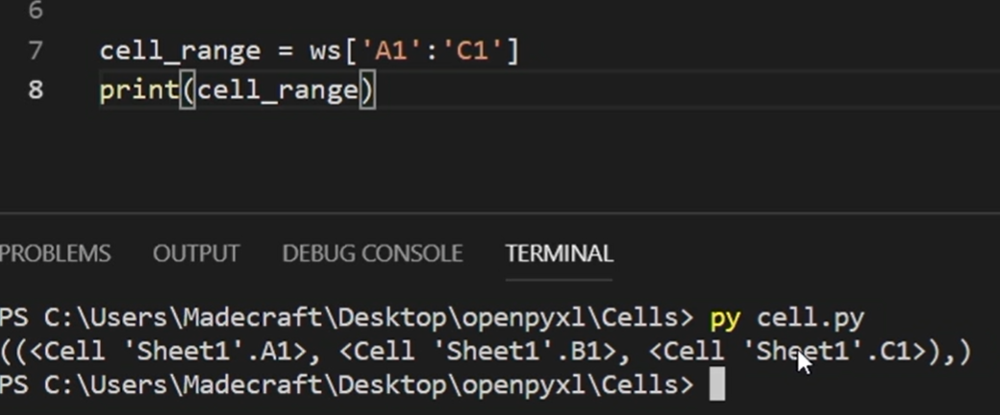 6
7 cell_range = ws['A1':'C1']
8 print(cell_range)
PROBLEMS OUTPUT DEBUG CONSOLE TERMINAL
PS C:\Users\Madecraft\Desktop\openpyxl\Cells> py cell.py
((<Cell 'Sheet1'.A1>, <Cell 'Sheet1'.B1>, <Cell 'Sheet1'.C1>),)
PS C:\Users\Madecraft\Desktop\openpyxl\Cells>